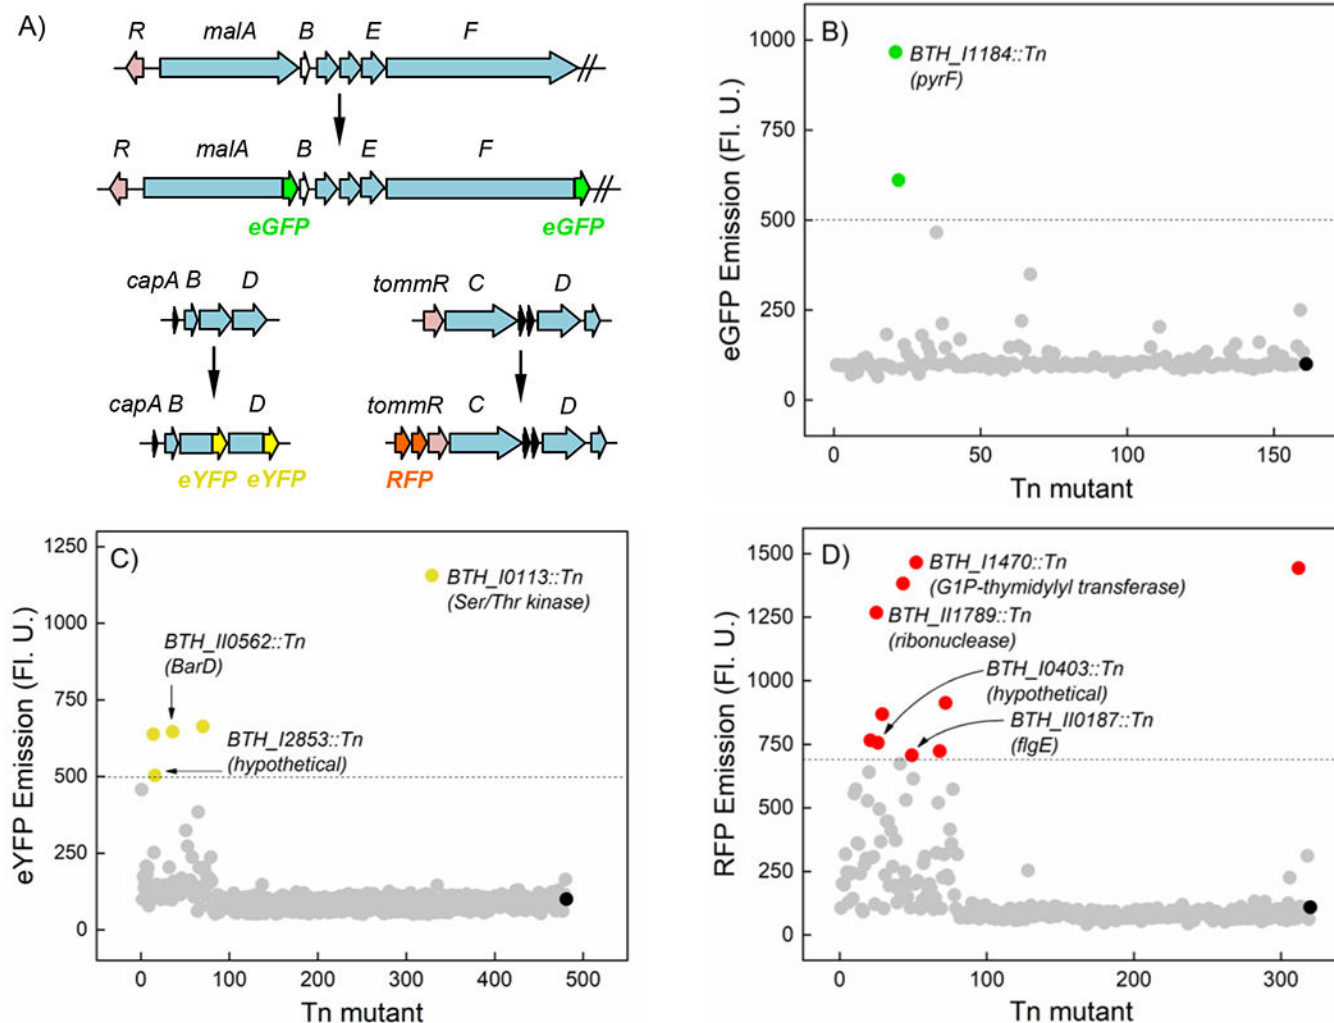 A)
R malA B E F
R malA B E F
eGFP eGFP
capA B D
tommR C D
capA B D
tommR C D
eYFP eYFP
RFP
B)
eGFP Emission (Fl. U.)
1000
750
500
250
0
BTH_I1184::Tn
(pyrF)
0 50 100 150
Tn mutant
C)
eYFP Emission (Fl. U.)
1250
1000
750
500
250
0
BTH_I0113::Tn
(Ser/Thr kinase)
BTH_II0562::Tn
(BarD)
BTH_I2853::Tn
(hypothetical)
0 100 200 300 400 500
Tn mutant
D)
RFP Emission (Fl. U.)
1500
1250
1000
750
500
250
0
BTH_I1470::Tn
(G1P-thymidylyl transferase)
BTH_II1789::Tn
(ribonuclease)
BTH_I0403::Tn
(hypothetical)
BTH_II0187::Tn
(flgE)
0 100 200 300
Tn mutant